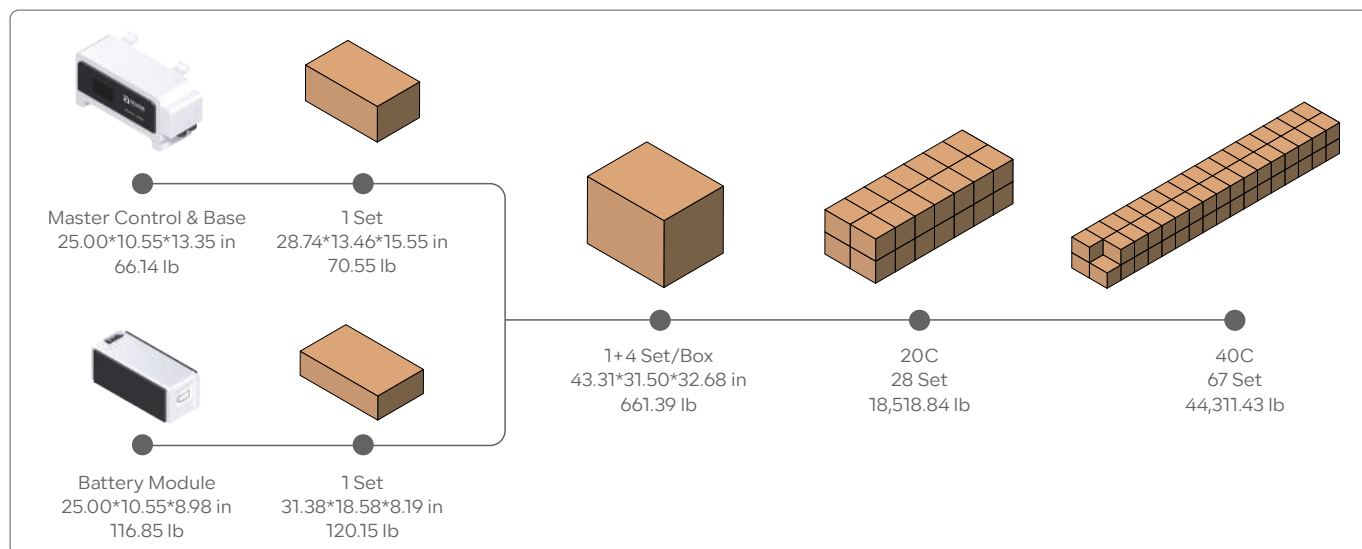 Master Control & Base
25.00*10.55*13.35 in
66.14 lb
1 Set
28.74*13.46*15.55 in
70.55 lb
Battery Module
25.00*10.55*8.98 in
116.85 lb
1 Set
31.38*18.58*8.19 in
120.15 lb
1+4 Set/Box
43.31*31.50*32.68 in
661.39 lb
20C
28 Set
18,518.84 lb
40C
67 Set
44,311.43 lb